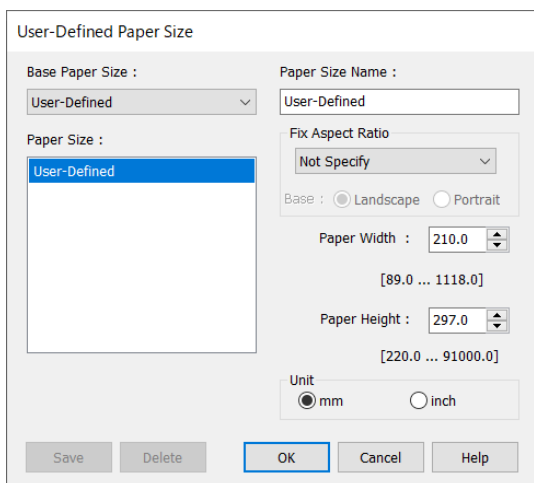 User-Defined Paper Size
Base Paper Size :
User-Defined
Paper Size :
User-Defined
Paper Size Name :
User-Defined
Fix Aspect Ratio
Not Specify
Base : Landscape Portrait
Paper Width : 210.0
[89.0 ... 1118.0]
Paper Height : 297.0
[220.0 ... 91000.0]
Unit
mm inch
Save Delete OK Cancel Help